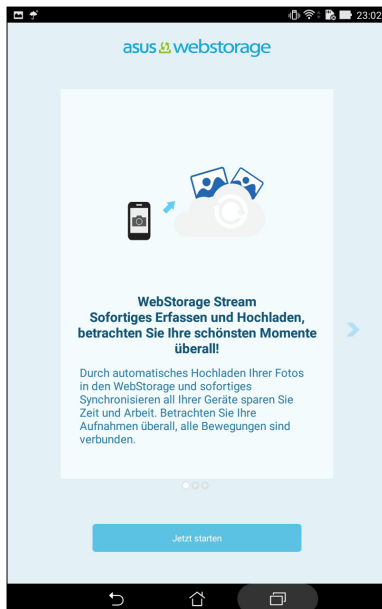 23:02
asus webstorage
WebStorage Stream
Sofortiges Erfassen und Hochladen,
betrachten Sie Ihre schönsten Momente
überall!
Durch automatisches Hochladen Ihrer Fotos
in den WebStorage und sofortiges
Synchronisieren all Ihrer Geräte sparen Sie
Zeit und Arbeit. Betrachten Sie Ihre
Aufnahmen überall, alle Bewegungen sind
verbunden.
Jetzt starten